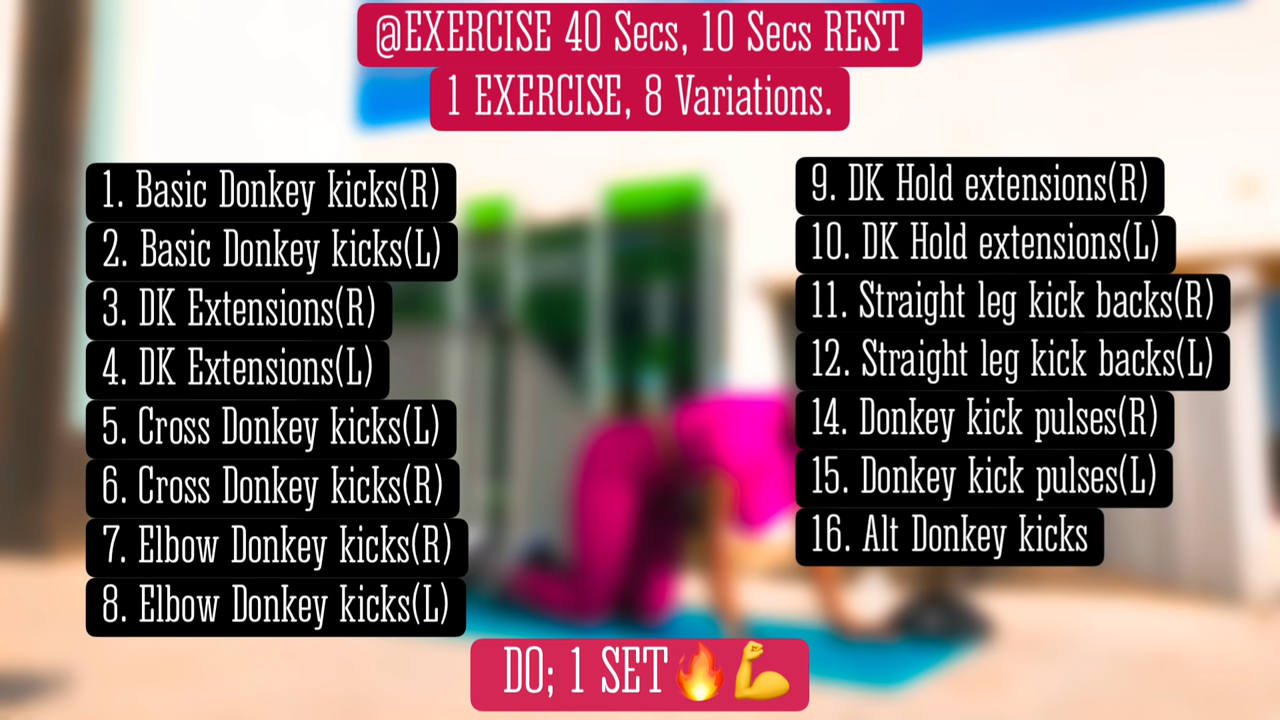 @EXERCISE 40 Secs, 10 Secs REST
1 EXERCISE, 8 Variations.
1. Basic Donkey kicks(R)
2. Basic Donkey kicks(L)
3. DK Extensions(R)
4. DK Extensions(L)
5. Cross Donkey kicks(L)
6. Cross Donkey kicks(R)
7. Elbow Donkey kicks(R)
8. Elbow Donkey kicks(L)
9. DK Hold extensions(R)
10. DK Hold extensions(L)
11. Straight leg kick backs(R)
12. Straight leg kick backs(L)
14. Donkey kick pulses(R)
15. Donkey kick pulses(L)
16. Alt Donkey kicks
DO; 1 SET🔥💪